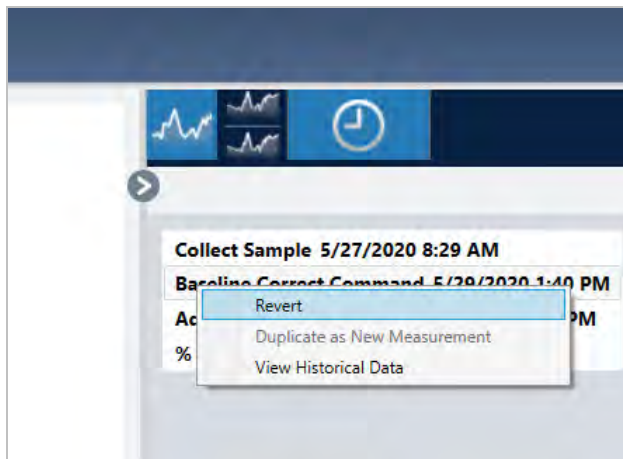 Collect Sample 5/27/2020 8:29 AM
Baseline Correct Command 5/29/2020 1:40 PM
Revert
Duplicate as New Measurement
View Historical Data
PM
%